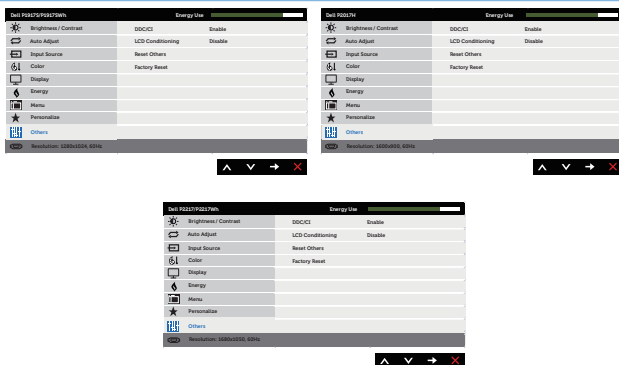 Dell P1917S/P1917SWh Energy Use
Brightness / Contrast DDC/CI Enable
Auto Adjust LCD Conditioning Disable
Input Source Reset Others
Color Factory Reset
Display
Energy
Menu
Personalize
Others
Resolution: 1280x1024, 60Hz
Dell P2017H Energy Use
Brightness / Contrast DDC/CI Enable
Auto Adjust LCD Conditioning Disable
Input Source Reset Others
Color Factory Reset
Display
Energy
Menu
Personalize
Others
Resolution: 1600x900, 60Hz
Dell P2217/P2217Wh Energy Use
Brightness / Contrast DDC/CI Enable
Auto Adjust LCD Conditioning Disable
Input Source Reset Others
Color Factory Reset
Display
Energy
Menu
Personalize
Others
Resolution: 1680x1050, 60Hz